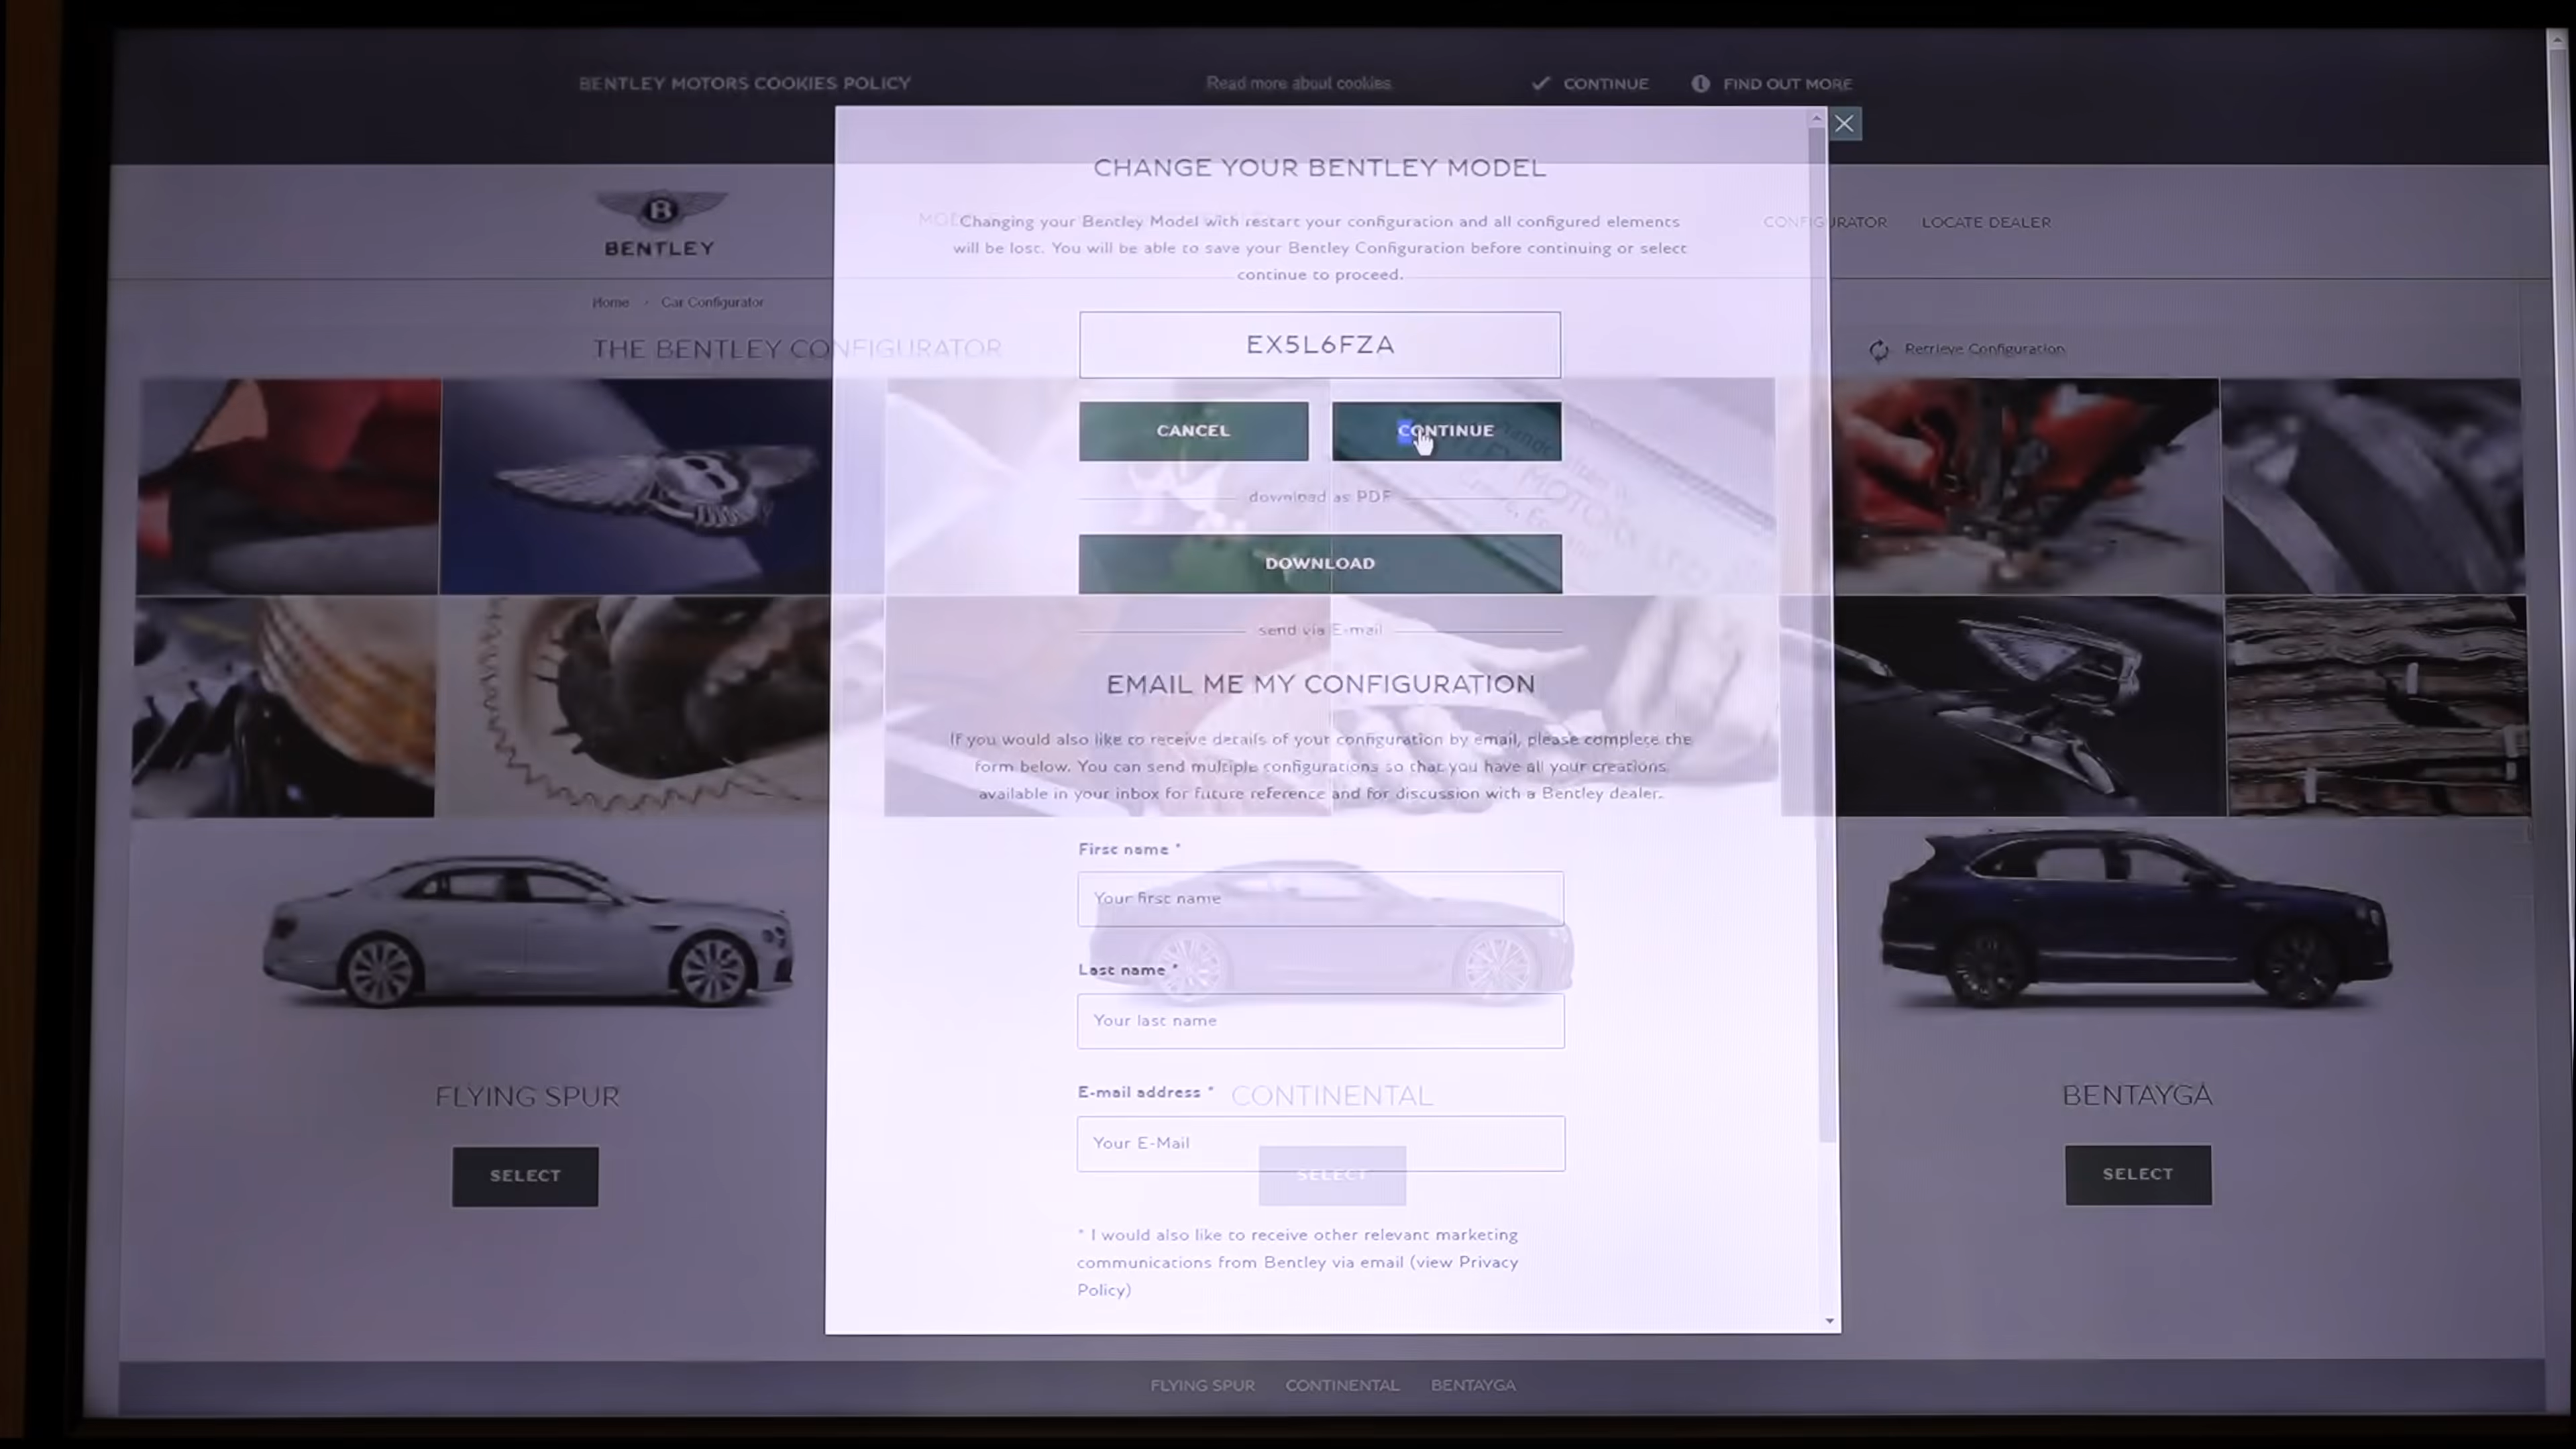 BENTLEY MOTORS COOKIES POLICY
Read more about cookies
CONTINUE
FIND OUT MORE
CHANGE YOUR BENTLEY MODEL
B
BENTLEY
Changing your Bentley Model with restart your configuration and all configured elements
will be lost. You will be able to save your Bentley Configuration before continuing or select
continue to proceed.
CONFIGURATOR
LOCATE DEALER
Home
Car Configurator
THE BENTLEY CONFIGURATOR
EX5L6FZA
Retrieve Configuration
CANCEL
CONTINUE
download as PDF
DOWNLOAD
send via E-mail
EMAIL ME MY CONFIGURATION
If you would also like to receive details of your configuration by email, please complete the
form below. You can send multiple configurations so that you have all your creations
available in your inbox for future reference and for discussion with a Bentley dealer.
First name *
Your first name
Last name *
Your last name
E-mail address *
Your E-Mail
FLYING SPUR
SELECT
CONTINENTAL
SELECT
BENTAYGA
SELECT
* I would also like to receive other relevant marketing
communications from Bentley via email (view Privacy
Policy)
FLYING SPUR
CONTINENTAL
BENTAYGA